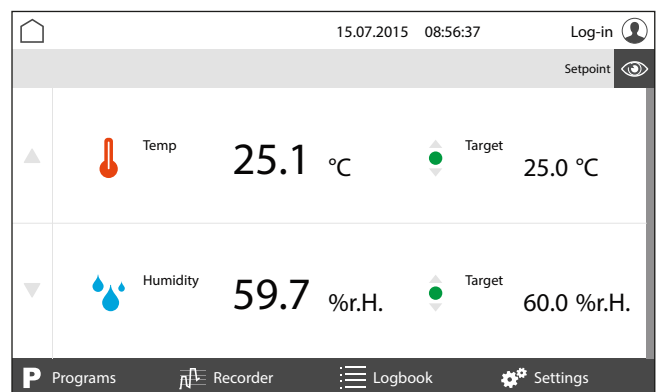 15.07.2015 08:56:37 Log-in
Setpoint
Temp 25.1 °C Target 25.0 °C
Humidity 59.7 %r.H. Target 60.0 %r.H.
P Programs Recorder Logbook Settings